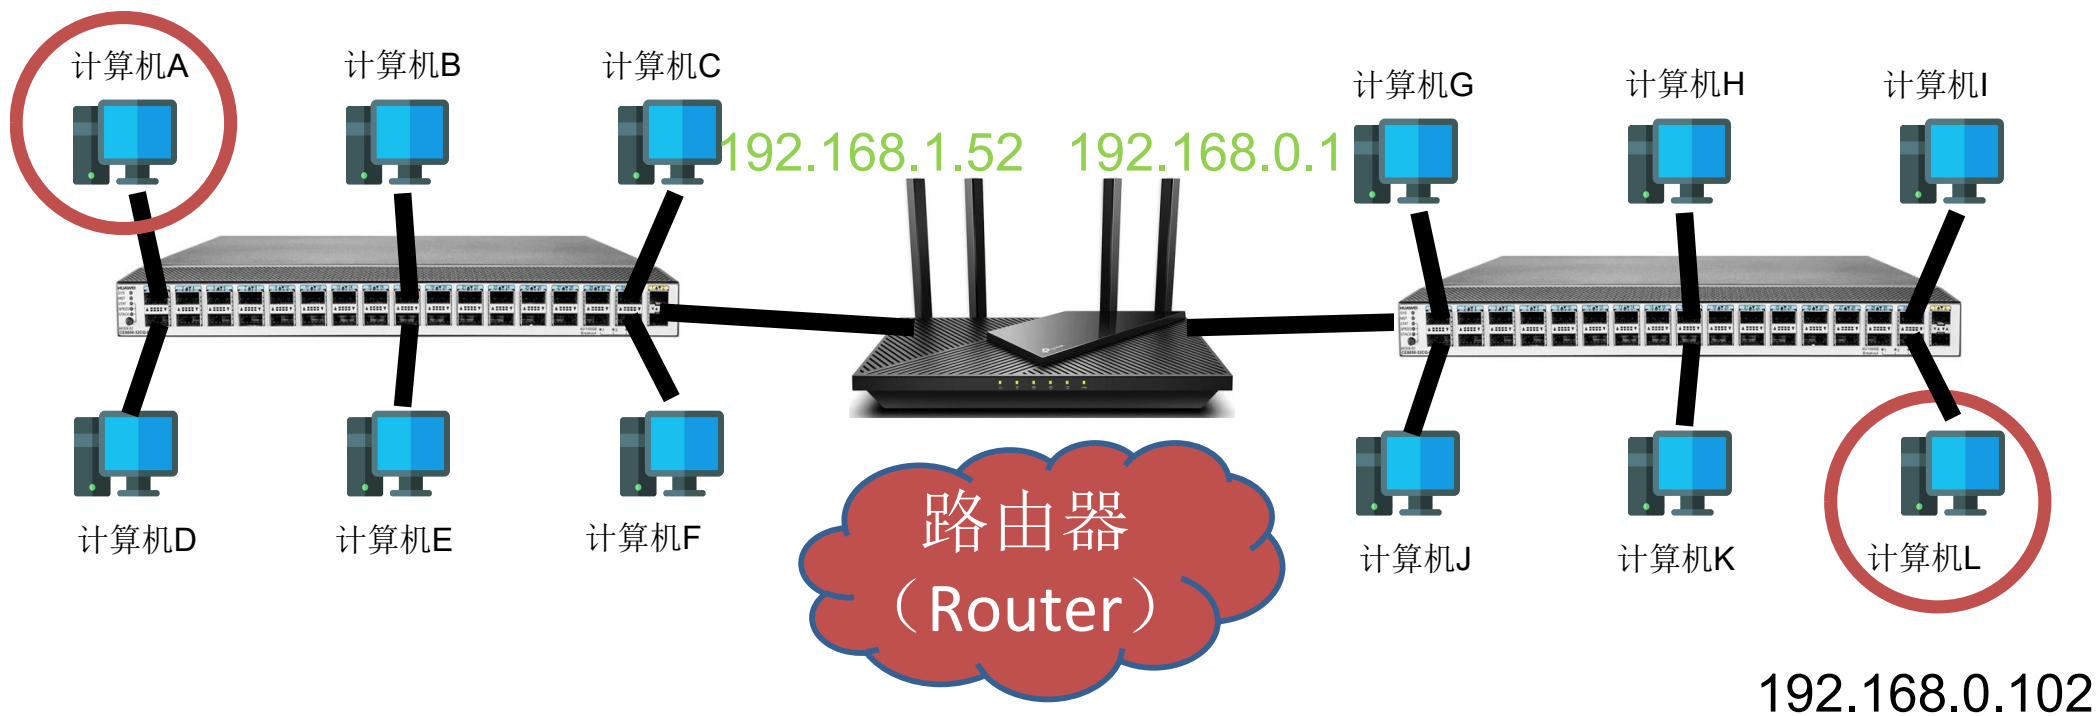 计算机A
计算机B
计算机C
计算机G
计算机H
计算机I
192.168.1.52
192.168.0.1
计算机D
计算机E
计算机F
计算机J
计算机K
计算机L
路由器
（Router）
192.168.0.102